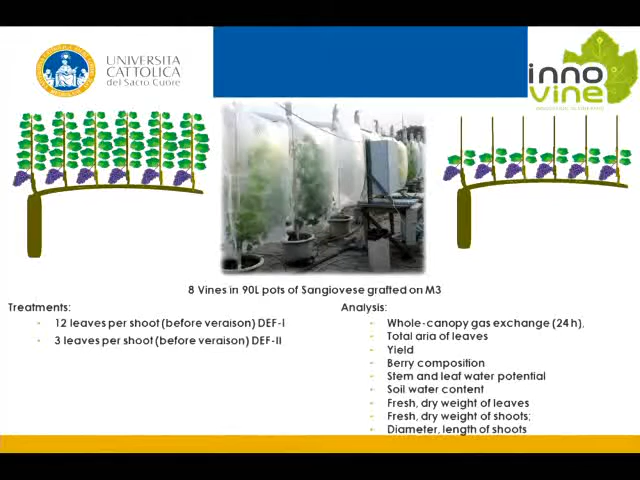 UNIVERSITÀ
CATTOLICA
del Sacro Cuore
inno
vine
8 Vines in 90L pots of Sangiovese grafted on M3
Treatments:
12 leaves per shoot (before veraison) DEF-I
3 leaves per shoot (before veraison) DEF-II
Analysis:
Whole-canopy gas exchange (24 h),
Total aria of leaves
Yield
Berry composition
Stem and leaf water potential
Soil water content
Fresh, dry weight of leaves
Fresh, dry weight of shoots;
Diameter, length of shoots